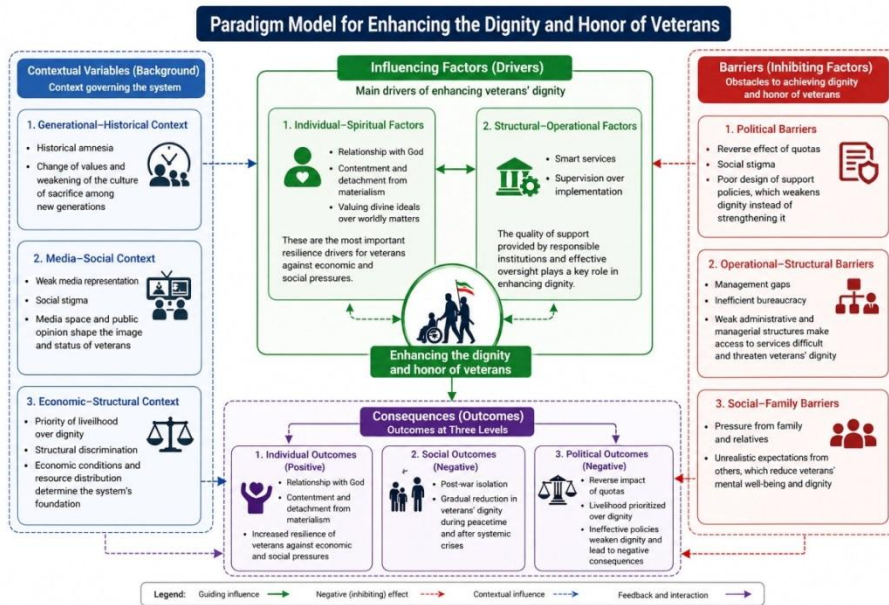 Paradigm Model for Enhancing the Dignity and Honor of Veterans
Contextual Variables (Background)
Context governing the system
1. Generational–Historical Context
• Historical amnesia
• Change of values and
weakening of the culture
of sacrifice among
new generations
2. Media–Social Context
• Weak media representation
• Social stigma
• Media space and public
opinion shape the image
and status of veterans
3. Economic–Structural Context
• Priority of liveilhood
over dignity
• Structural discrimination
• Economic conditions and
resource distribution
determine the system's
foundation
Influencing Factors (Drivers)
Main drivers of enhancing veterans' dignity
1. Individual–Spiritual Factors
• Relationship with God
• Contentment and
detachment from
materialism
• Valuing divine ideals
over worldly matters
These are the most important
resilience drivers for veterans
against economic and
social pressures.
2. Structural–Operational Factors
• Smart services
• Supervision over
implementation
The quality of support
provided by responsible
institutions and effective
oversight plays a key role in
enhancing dignity.
Enhancing the dignity
and honor of veterans
Barriers (Inhibiting Factors)
Obstacles to achieving dignity
and honor of veterans
1. Political Barriers
• Reverse effect of quotas
• Social stigma
• Poor design of support
policies, which weakens
dignity instead of
strengthening it
2. Operational–Structural Barriers
• Management gaps
• Inefficient bureaucracy
• Weak administrative and
managerial structures make
access to services difficult
and threaten veterans' dignity
3. Social–Family Barriers
• Pressure from family
and relatives
• Unrealistic expectations from
others, which reduce veterans'
mental well-being and dignity
Consequences (Outcomes)
Outcomes at Three Levels
1. Individual Outcomes
(Positive)
• Relationship with God
• Contentment and
detachment from
materialism
• Increased resilience of
veterans against economic
and social pressures
2. Social Outcomes
(Negative)
• Post-war isolation
• Gradual reduction in
veterans' dignity
during peacetime
and after systemic
crises
3. Political Outcomes
(Negative)
• Reverse impact
of quotas
• Livelihood prioritized
over dignity
• Ineffective policies
weaken dignity and
lead to negative
consequences
Legend: Guiding influence Negative (inhibiting) effect Contextual influence Feedback and interaction